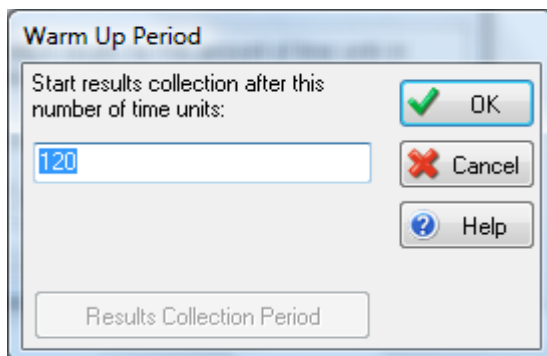 Warm Up Period
Start results collection after this
number of time units:
120
OK
Cancel
Help
Results Collection Period